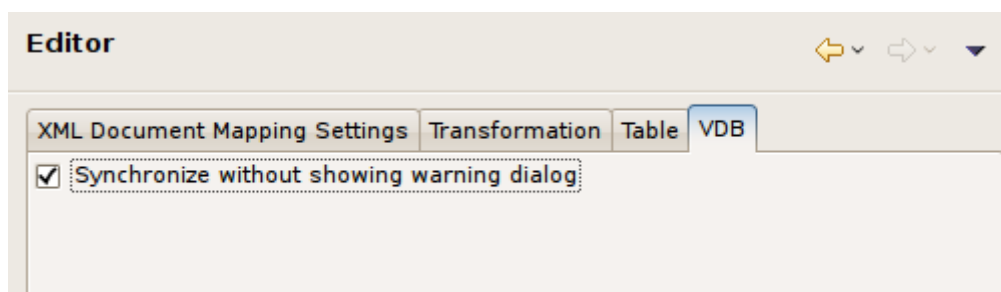 Editor
XML Document Mapping Settings Transformation Table VDB
Synchronize without showing warning dialog